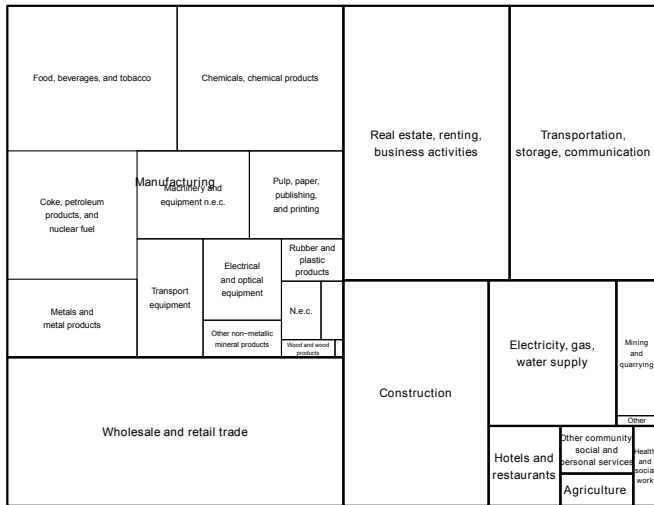 Food, beverages, and tobacco
Chemicals, chemical products
Real estate, renting,
business activities
Transportation,
storage, communication
Manufacturing
Machinery and
equipment n.e.c.
Pulp, paper,
publishing,
and printing
Coke, petroleum
products, and
nuclear fuel
Rubber and
plastic
products
Electrical
and optical
equipment
Transport
equipment
Metals and
metal products
N.e.c.
Other non−metallic
mineral products
Wood and wood
products
Electricity, gas,
water supply
Mining
and
quarrying
Construction
Other
Wholesale and retail trade
Hotels and
restaurants
Other community,
social and
personal services
Health
and
social
work
Agriculture